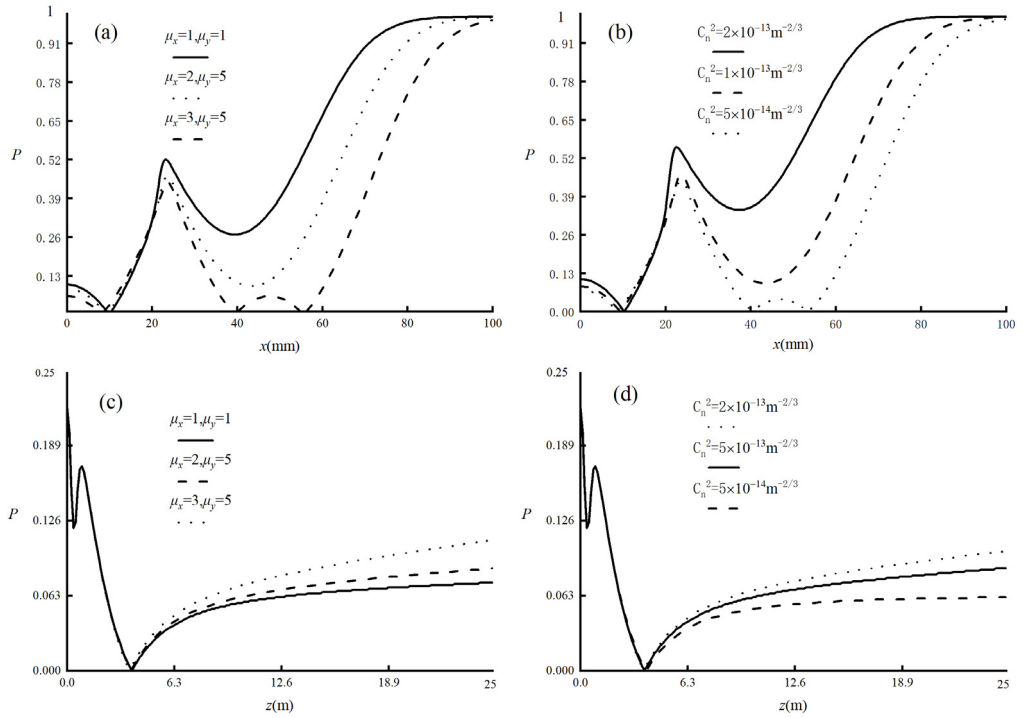 (a)
1
0.91
0.78
0.65
0.52
0.39
0.26
0.13
P
μx=1,μy=1
μx=2,μy=5
μx=3,μy=5
0 20 40 60 80 100
x(mm)
(b)
1
0.91
0.78
0.65
0.52
0.39
0.26
0.13
0.00
P
Cn²=2×10⁻¹³m⁻²/³
Cn²=1×10⁻¹³m⁻²/³
Cn²=5×10⁻¹⁴m⁻²/³
0 20 40 60 80 100
x(mm)
(c)
0.25
0.189
0.126
0.063
0.000
P
μx=1,μy=1
μx=2,μy=5
μx=3,μy=5
0.0 6.3 12.6 18.9 25
z(m)
(d)
0.25
0.189
0.126
0.063
0.000
P
Cn²=2×10⁻¹³m⁻²/³
Cn²=5×10⁻¹³m⁻²/³
Cn²=5×10⁻¹⁴m⁻²/³
0.0 6.3 12.6 18.9 25
z(m)